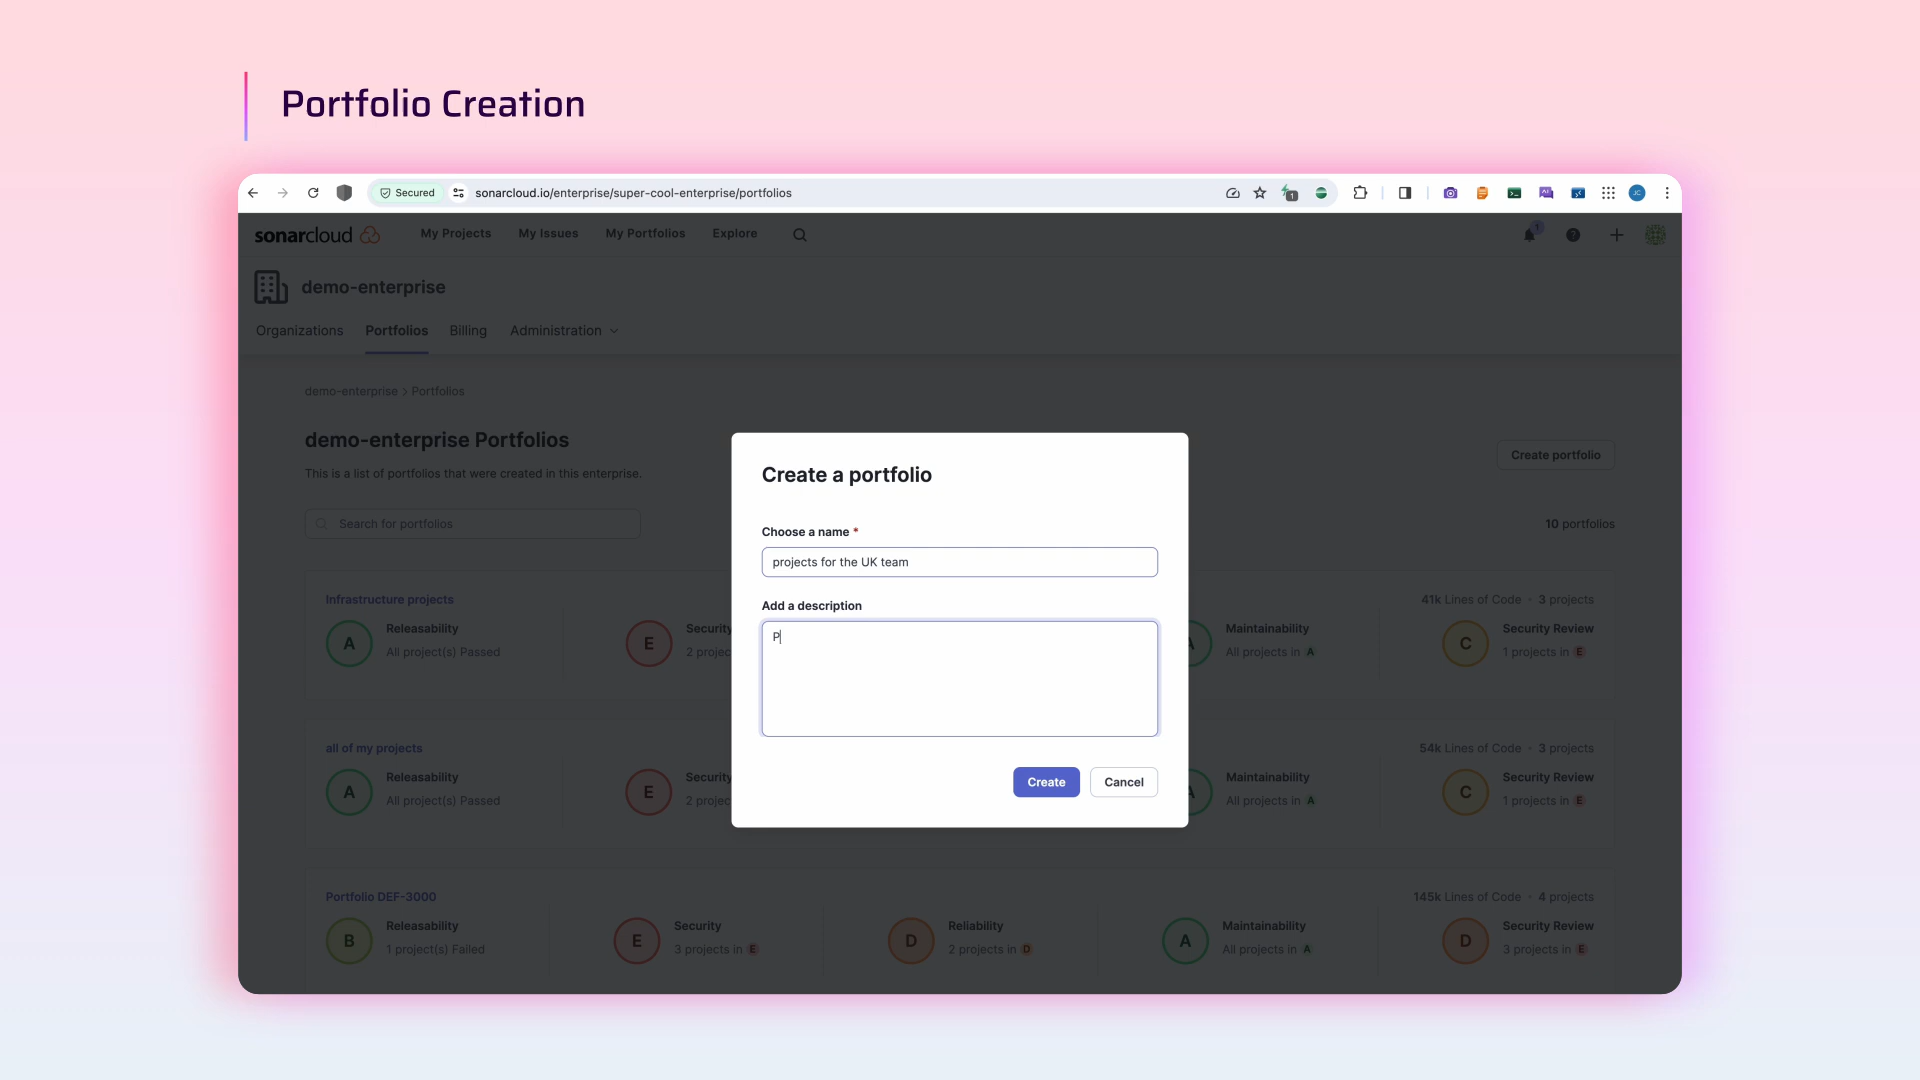 Portfolio Creation
Secured
sonarcloud.io/enterprise/super-cool-enterprise/portfolios
1
JC
sonarcloud
My Projects
My Issues
My Portfolios
Explore
1
?
demo-enterprise
Organizations
Portfolios
Billing
Administration
demo-enterprise > Portfolios
demo-enterprise Portfolios
This is a list of portfolios that were created in this enterprise.
Create portfolio
Search for portfolios
10 portfolios
Create a portfolio
Choose a name *
projects for the UK team
Add a description
P
Create
Cancel
Infrastructure projects
41k Lines of Code • 3 projects
A
Releasability
All project(s) Passed
E
Security
2 projec
A
Maintainability
All projects in A
C
Security Review
1 projects in E
all of my projects
54k Lines of Code • 3 projects
A
Releasability
All project(s) Passed
E
Security
2 projec
A
Maintainability
All projects in A
C
Security Review
1 projects in E
Portfolio DEF-3000
145k Lines of Code • 4 projects
B
Releasability
1 project(s) Failed
E
Security
3 projects in E
D
Reliability
2 projects in D
A
Maintainability
All projects in A
D
Security Review
3 projects in E